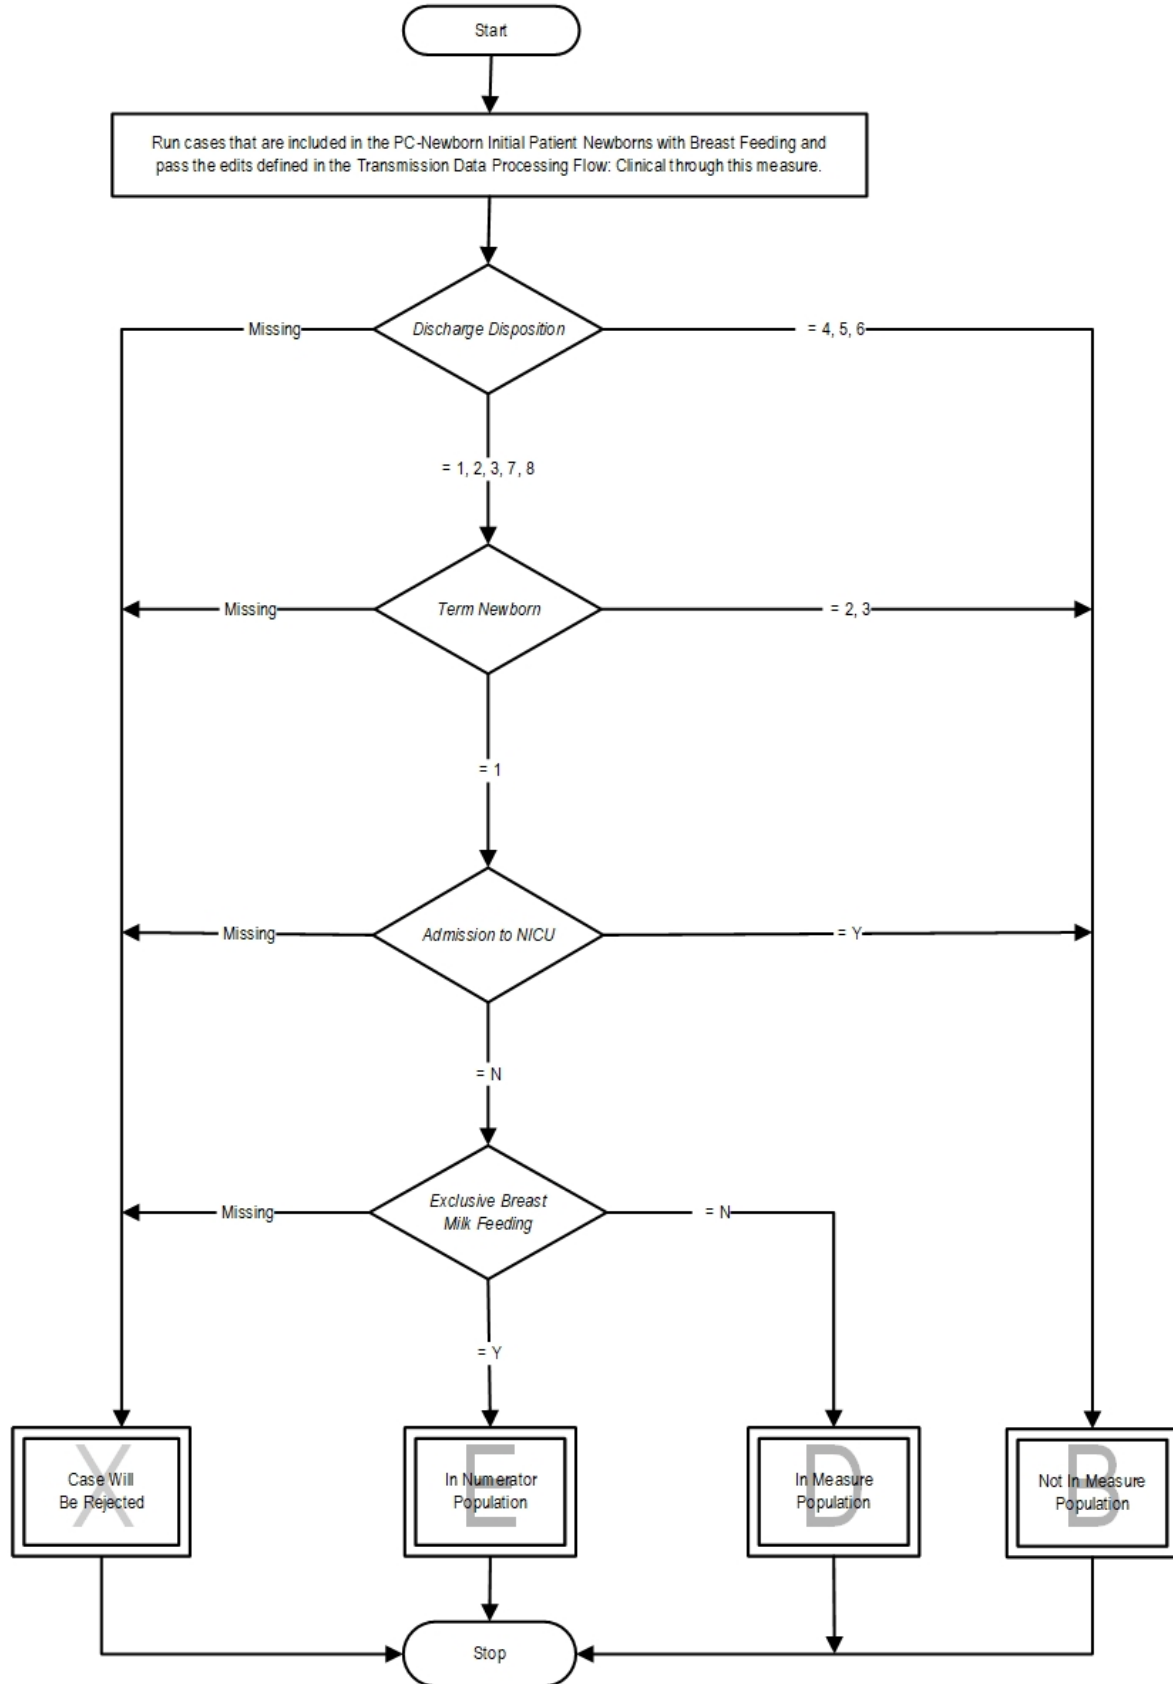 Start
Run cases that are included in the PC-Newborn Initial Patient Newborns with Breast Feeding and
pass the edits defined in the Transmission Data Processing Flow: Clinical through this measure.
Missing
Discharge Disposition
= 4, 5, 6
= 1, 2, 3, 7, 8
Missing
Term Newborn
= 2, 3
= 1
Missing
Admission to NICU
= Y
= N
Missing
Exclusive Breast
Milk Feeding
= N
= Y
X
Case Will
Be Rejected
E
In Numerator
Population
D
In Measure
Population
B
Not In Measure
Population
Stop